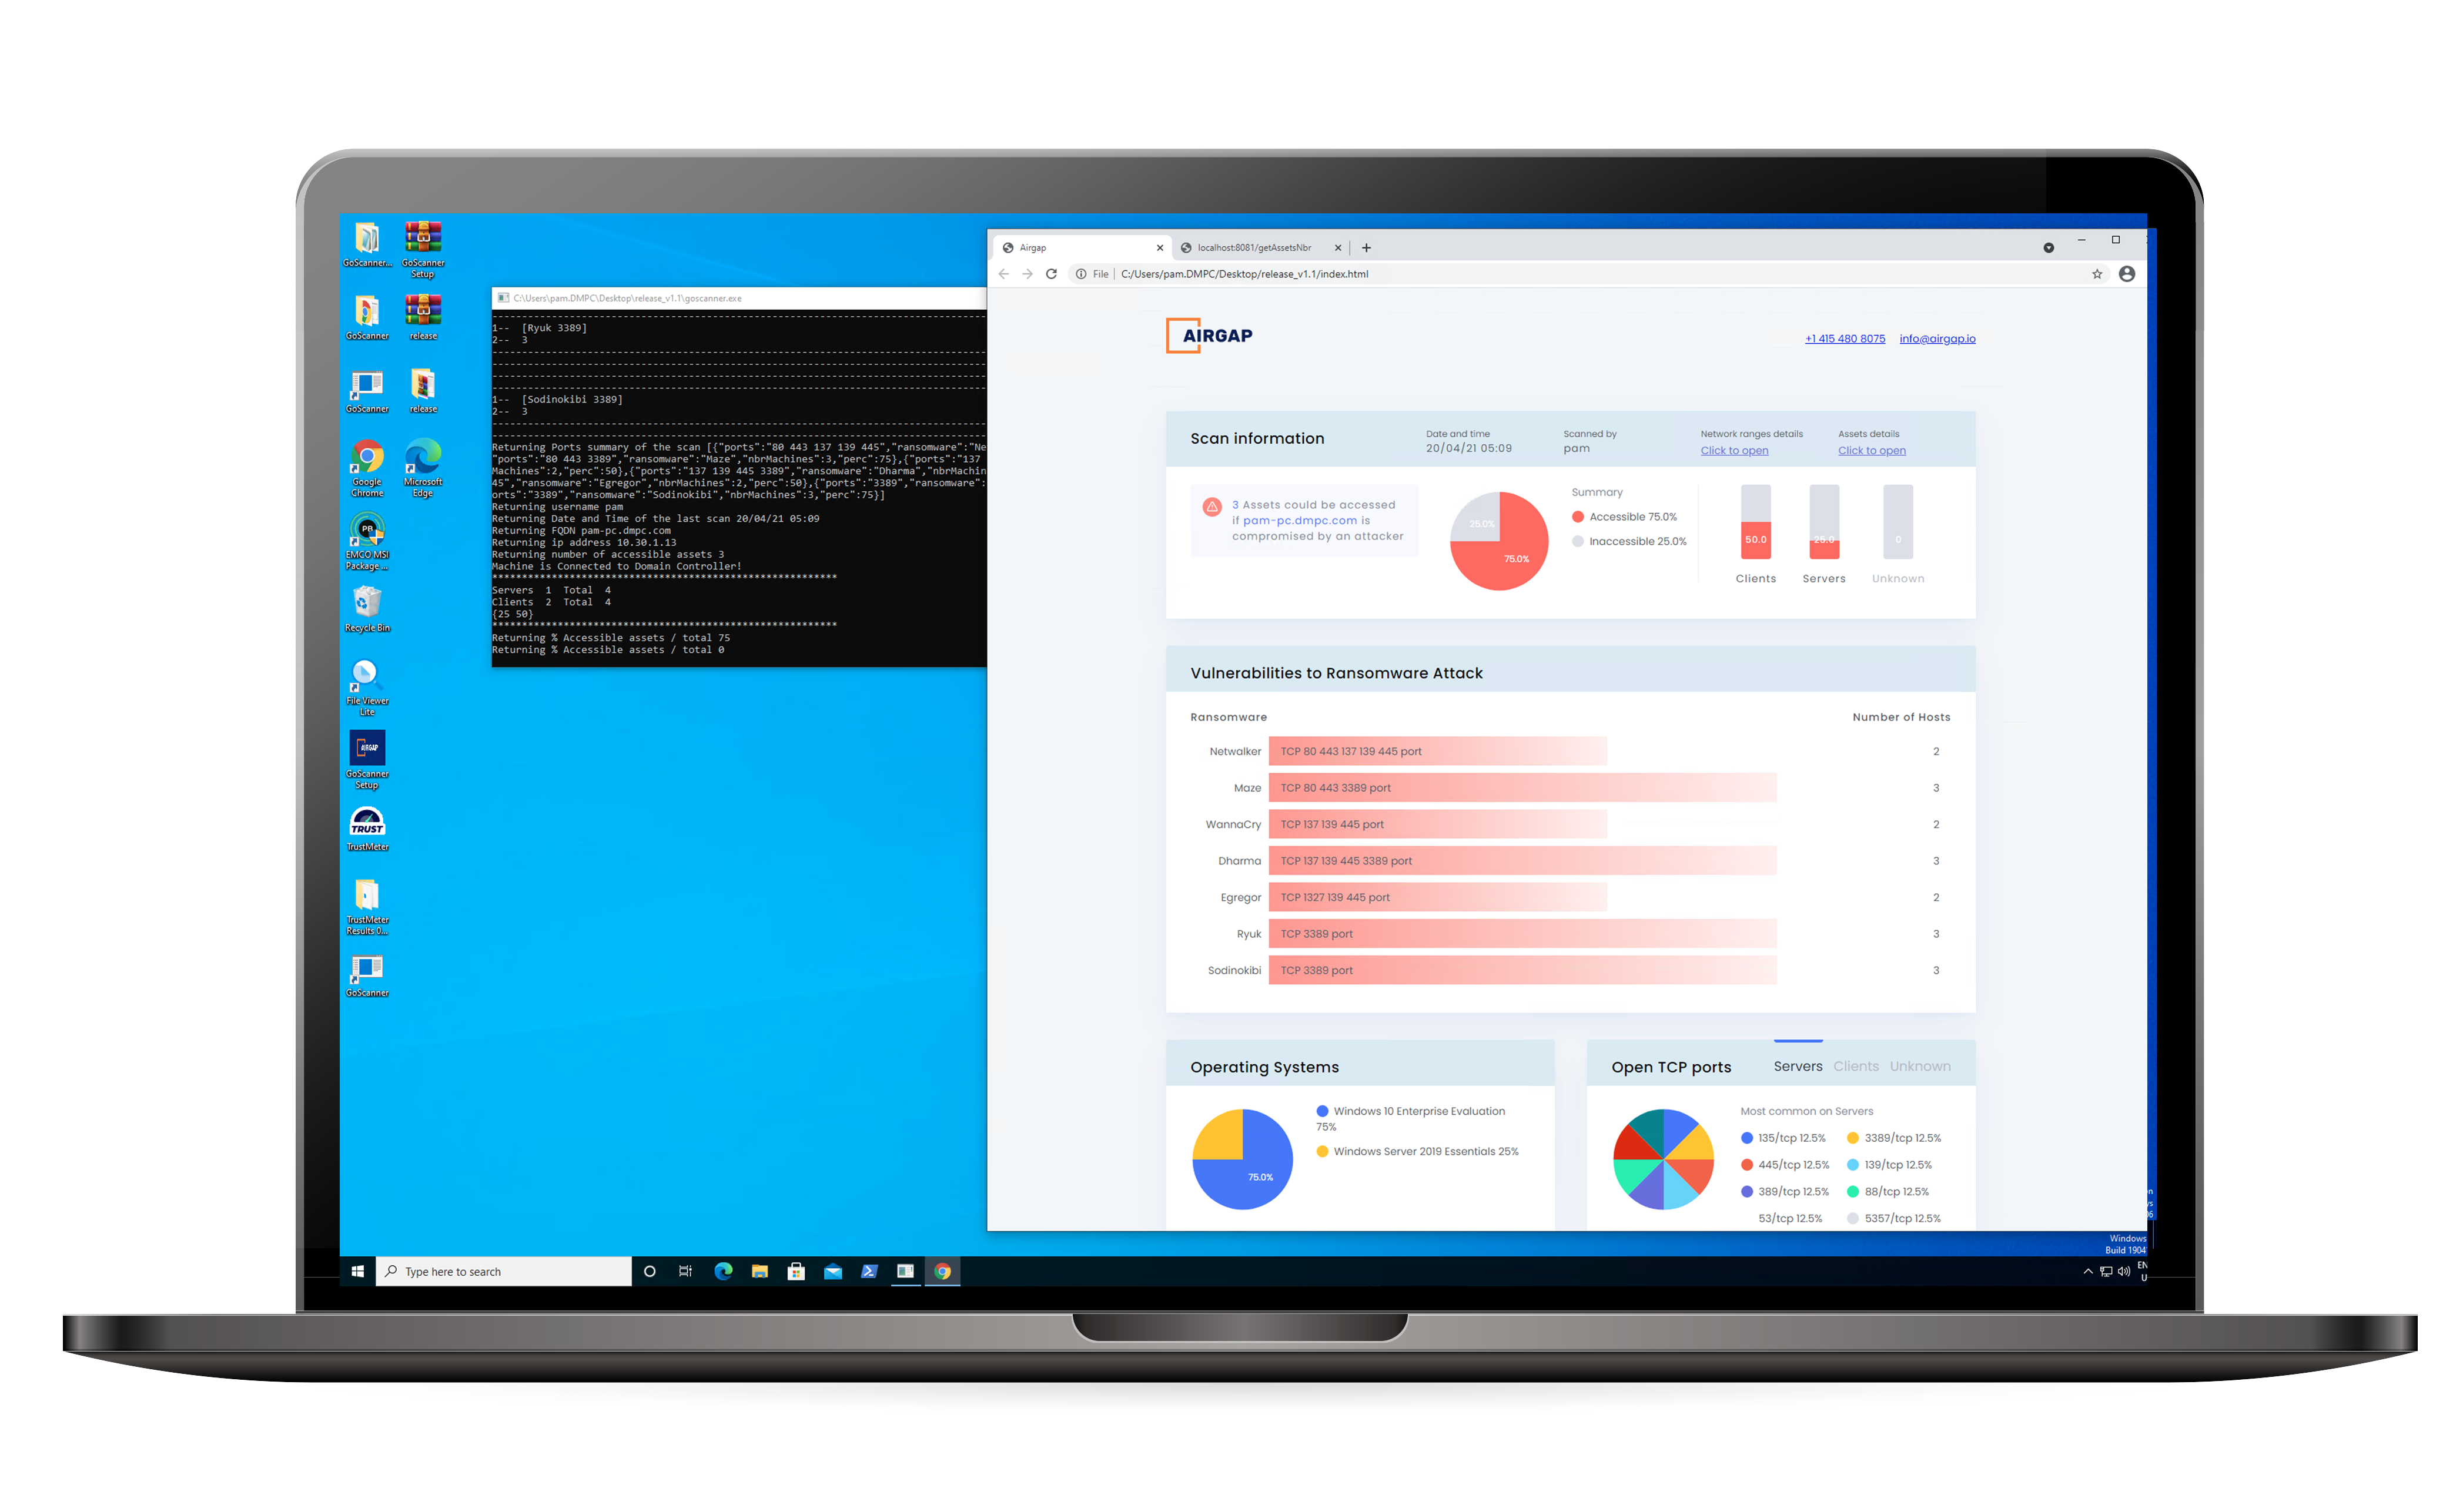 GoScanner...
GoScanner
Setup
GoScanner
release
GoScanner
release
Google
Chrome
Microsoft
Edge
PB
EMCO MSI
Package ...
Recycle Bin
File Viewer
Lite
AIRGAP
GoScanner
Setup
TRUST
TrustMeter
TrustMeter
Results 0...
GoScanner
C:\Users\pam.DMPC\Desktop\release_v1.1\goscanner.exe
1-- [Ryuk 3389]
2-- 3
1-- [Sodinokibi 3389]
2-- 3
Returning Ports summary of the scan [{"ports":"80 443 137 139 445","ransomware":"Ne
"ports":"80 443 3389","ransomware":"Maze","nbrMachines":3,"perc":75},{"ports":"137
Machines":2,"perc":50},{"ports":"137 139 445 3389","ransomware":"Dharma","nbrMachin
45","ransomware":"Egregor","nbrMachines":2,"perc":50},{"ports":"3389","ransomware":
orts":"3389","ransomware":"Sodinokibi","nbrMachines":3,"perc":75}]
Returning username pam
Returning Date and Time of the last scan 20/04/21 05:09
Returning FQDN pam-pc.dmpc.com
Returning ip address 10.30.1.13
Returning number of accessible assets 3
Machine is Connected to Domain Controller!
**********************************************************
Servers 1 Total 4
Clients 2 Total 4
{25 50}
**********************************************************
Returning % Accessible assets / total 75
Returning % Accessible assets / total 0
Airgap
localhost:8081/getAssetsNbr
File C:/Users/pam.DMPC/Desktop/release_v1.1/index.html
AIRGAP
+1 415 480 8075 info@airgap.io
Scan information
Date and time
20/04/21 05:09
Scanned by
pam
Network ranges details
Click to open
Assets details
Click to open
3 Assets could be accessed
if pam-pc.dmpc.com is
compromised by an attacker
25.0%
75.0%
Summary
Accessible 75.0%
Inaccessible 25.0%
50.0
25.0
0
Clients
Servers
Unknown
Vulnerabilities to Ransomware Attack
Ransomware Number of Hosts
Netwalker TCP 80 443 137 139 445 port 2
Maze TCP 80 443 3389 port 3
WannaCry TCP 137 139 445 port 2
Dharma TCP 137 139 445 3389 port 3
Egregor TCP 1327 139 445 port 2
Ryuk TCP 3389 port 3
Sodinokibi TCP 3389 port 3
Operating Systems
75.0%
Windows 10 Enterprise Evaluation
75%
Windows Server 2019 Essentials 25%
Open TCP ports
Servers Clients Unknown
Most common on Servers
135/tcp 12.5% 3389/tcp 12.5%
445/tcp 12.5% 139/tcp 12.5%
389/tcp 12.5% 88/tcp 12.5%
53/tcp 12.5% 5357/tcp 12.5%
Windows
Build 1904
Type here to search
EN
U